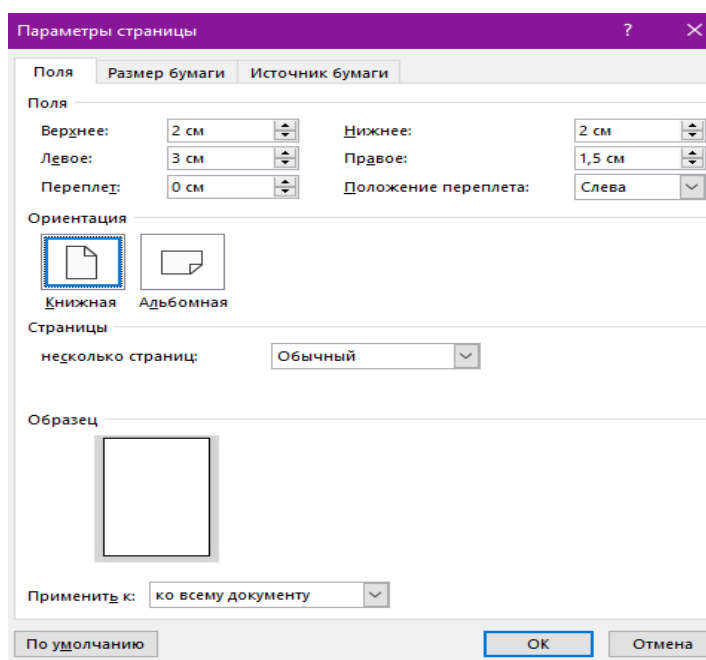 Параметры страницы ?
Поля Размер бумаги Источник бумаги
Поля
Верхнее: 2 см Нижнее: 2 см
Левое: 3 см Правое: 1,5 см
Переплет: 0 см Положение переплета: Слева
Ориентация
Книжная Альбомная
Страницы
несколько страниц: Обычный
Образец
Применить к: ко всему документу
По умолчанию ОК Отмена